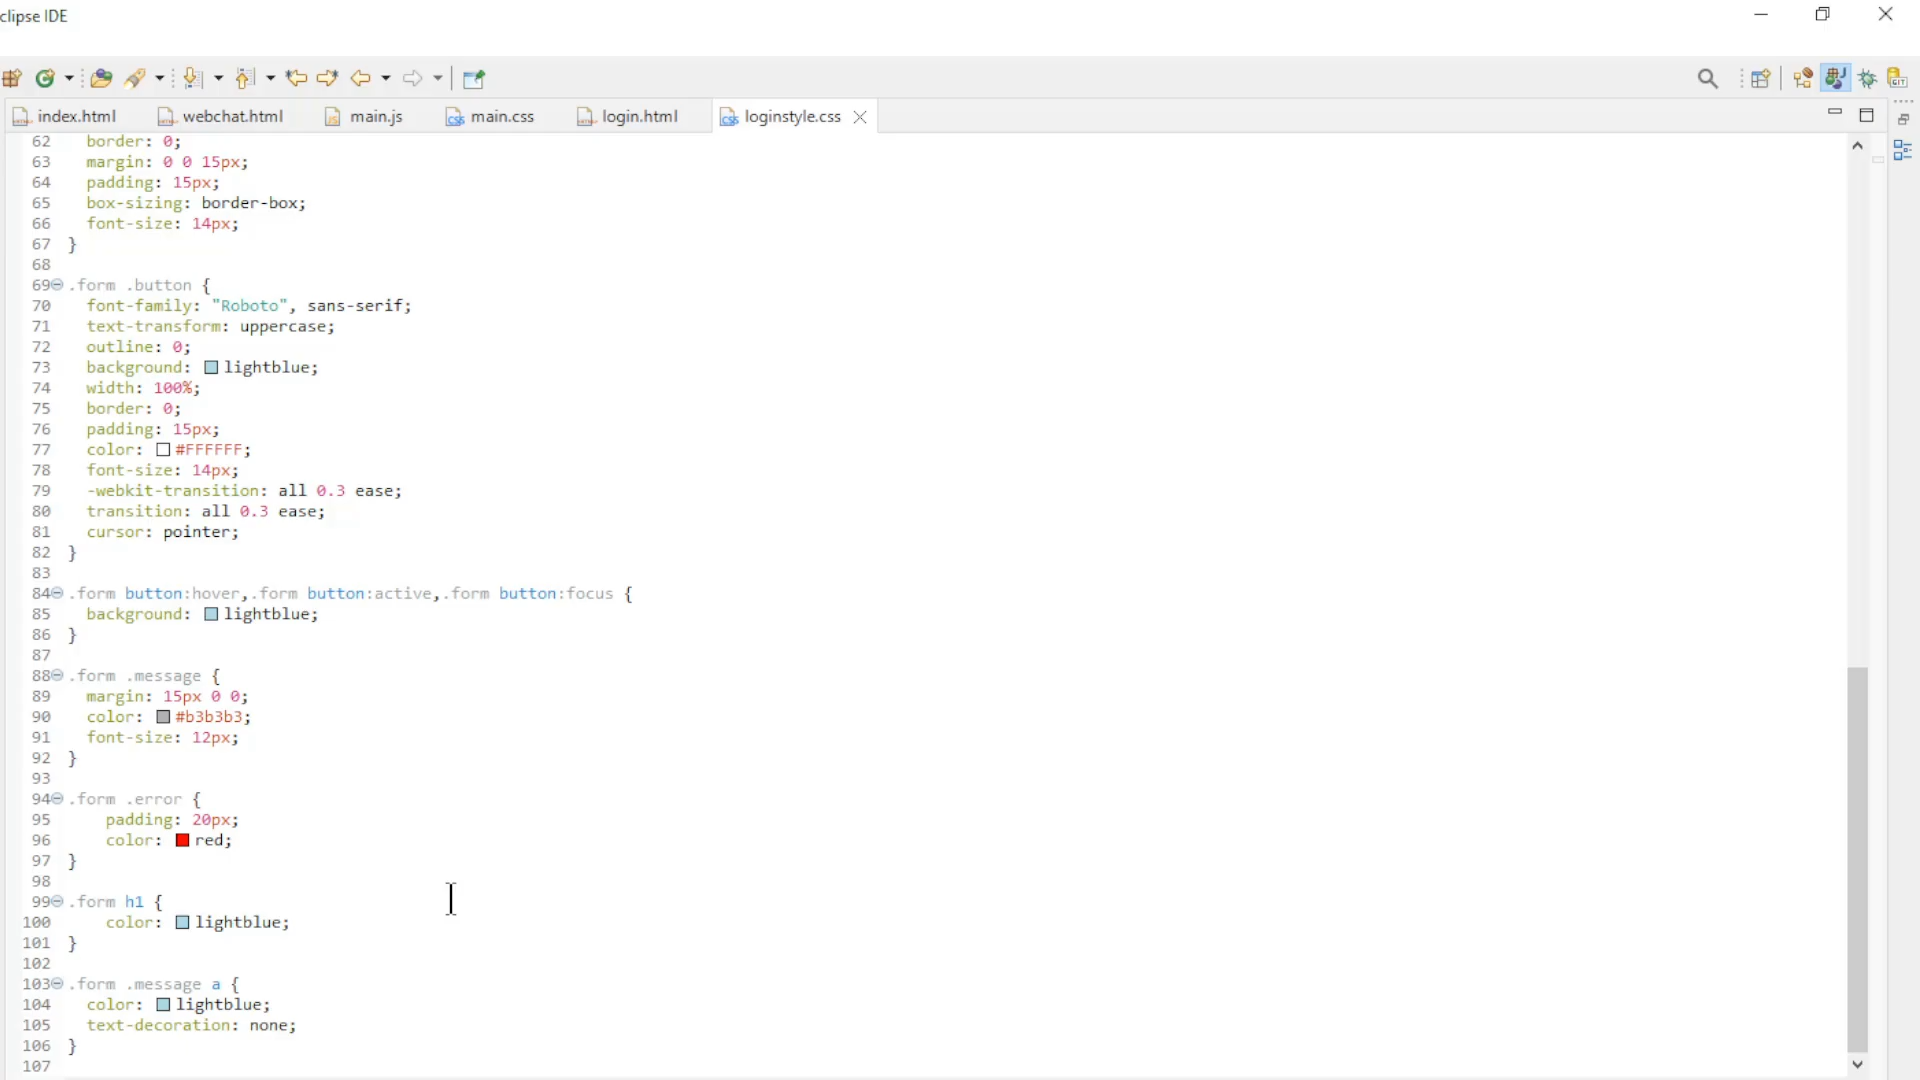 clipse IDE
index.html webchat.html main.js main.css login.html loginstyle.css
62 border: 0;
63 margin: 0 0 15px;
64 padding: 15px;
65 box-sizing: border-box;
66 font-size: 14px;
67 }
68
69 .form .button {
70 font-family: "Roboto", sans-serif;
71 text-transform: uppercase;
72 outline: 0;
73 background: lightblue;
74 width: 100%;
75 border: 0;
76 padding: 15px;
77 color: #FFFFFF;
78 font-size: 14px;
79 -webkit-transition: all 0.3 ease;
80 transition: all 0.3 ease;
81 cursor: pointer;
82 }
83
84 .form button:hover,.form button:active,.form button:focus {
85 background: lightblue;
86 }
87
88 .form .message {
89 margin: 15px 0 0;
90 color: #b3b3b3;
91 font-size: 12px;
92 }
93
94 .form .error {
95 padding: 20px;
96 color: red;
97 }
98
99 .form h1 {
100 color: lightblue;
101 }
102
103 .form .message a {
104 color: lightblue;
105 text-decoration: none;
106 }
107